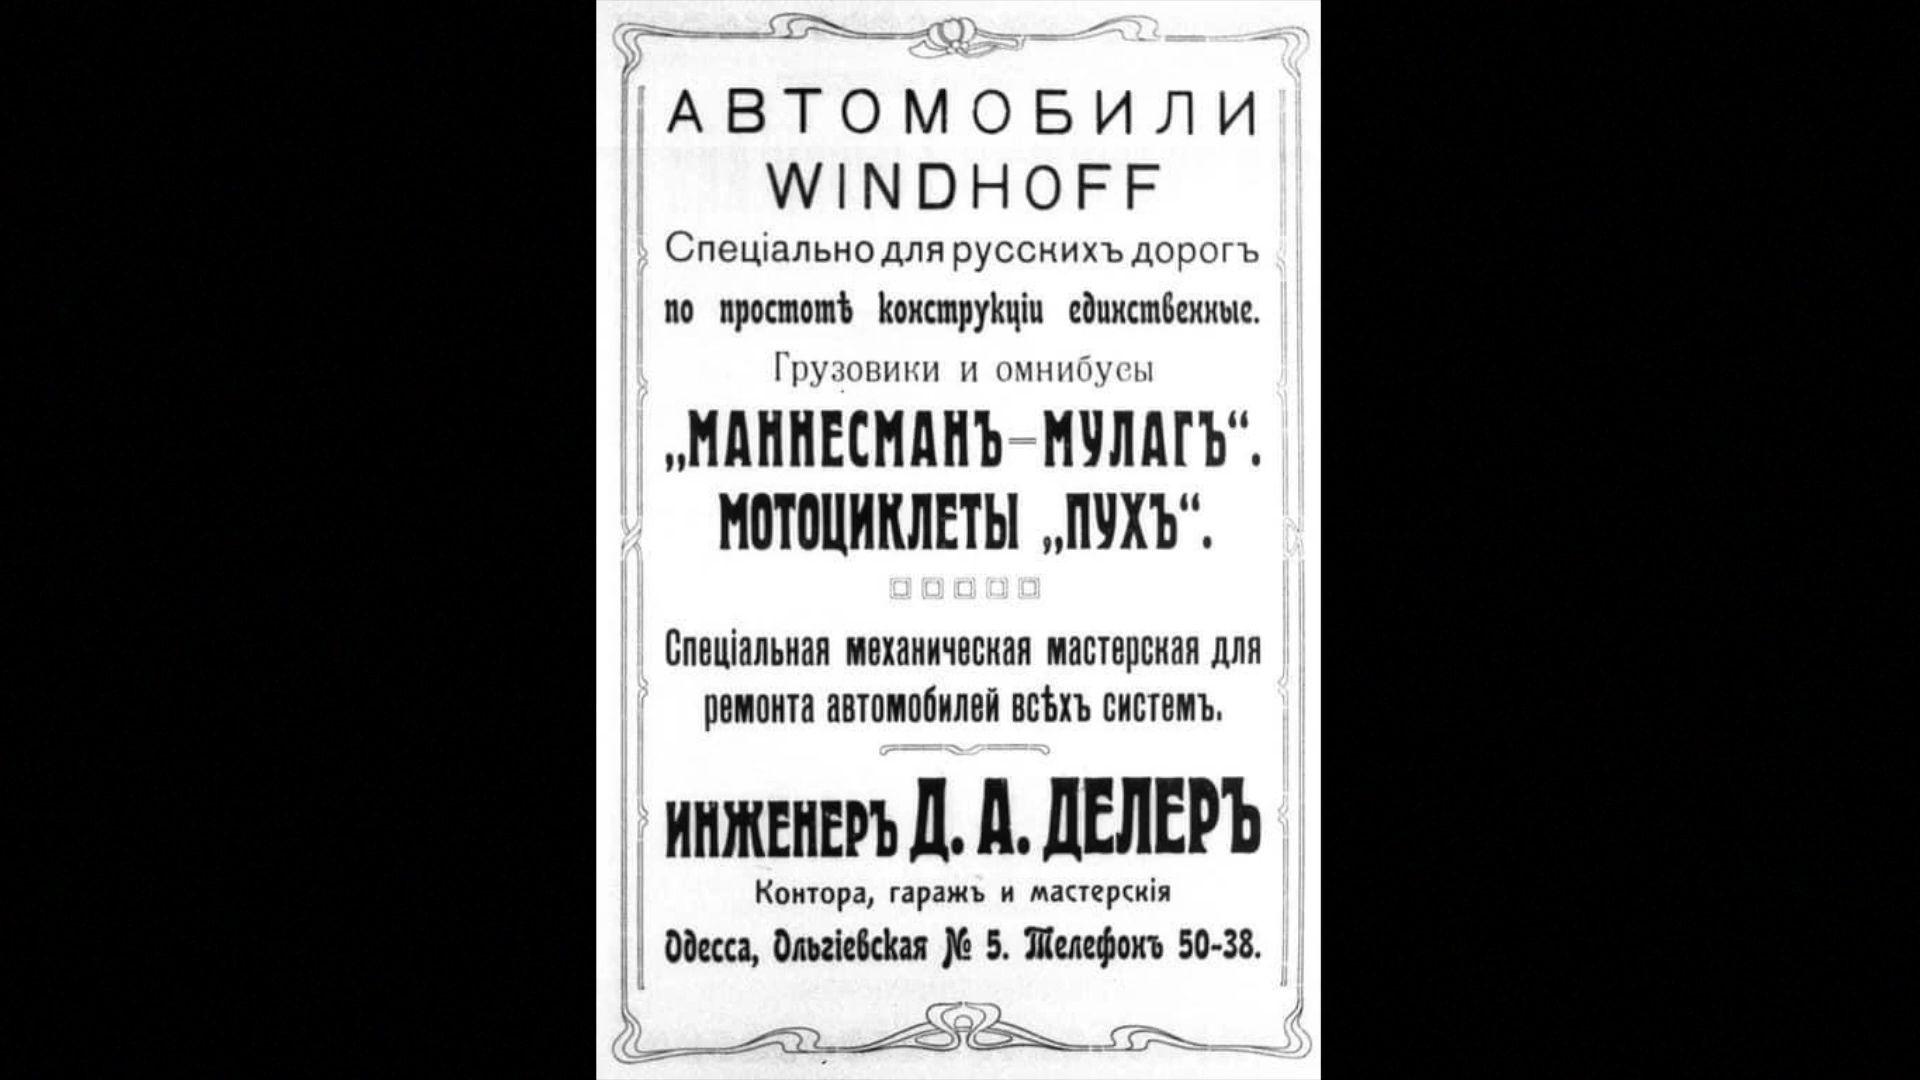 АВТОМОБИЛИ
WINDHOFF
Спеціально для русскихъ дорогъ
по простотѣ конструкціи единственные.
Грузовики и омнибусы
„МАННЕСМАНЪ—МУЛАГЪ“.
МОТОЦИКЛЕТЫ „ПУХЪ“.
Спеціальная механическая мастерская для
ремонта автомобилей всѣхъ системъ.
ИНЖЕНЕРЪ Д. А. ДЕЛЕРЪ
Контора, гаражъ и мастерскія
Одесса, Ольгіевская № 5. Телефонъ 50-38.